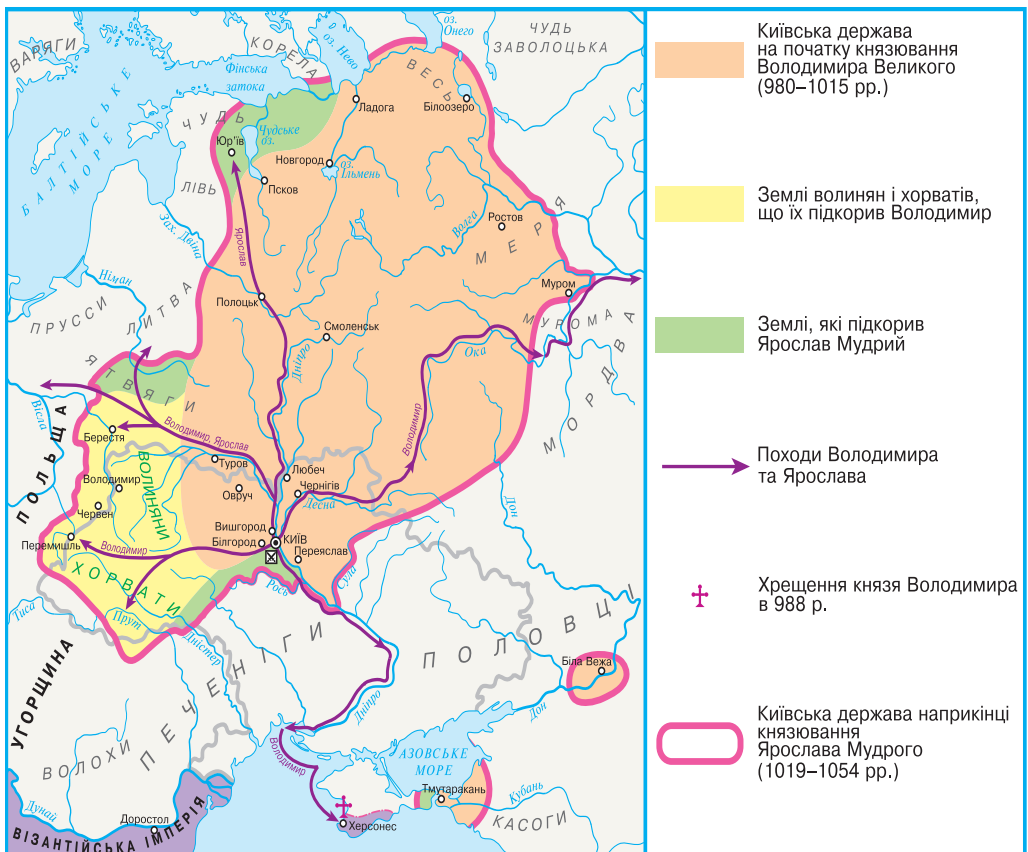 ВАРЯГИ
КОРЕЛА
оз. Нево
оз.
Онего
ЧУДЬ
ЗАВОЛОЦЬКА
Фінська
затока
ВЕСЬ
Ладога
Білоозеро
БАЛТІЙСЬКЕ
МОРЕ
ЧУДЬ
Чудське
оз.
Юр'їв
Новгород
оз.
Ільмень
Псков
ЛІВЬ
Ростов
Волга
МЕРЯ
Зах. Двіна
Ярослав
Німан
Муром
Полоцьк
ПРУССИ
ЛИТВА
МУРОМА
Смоленськ
Дніпро
Ока
ЯТВЯГИ
МОРДВА
Вісла
ПОЛЬЩА
Володимир
Берестя
Володимир, Ярослав
Туров
Любеч
ВОЛИНЯНИ
Володимир
Овруч
Чернігів
Десна
Червен
Дон
Вишгород
Білгород
КИЇВ
Перемишль
Володимир
Переяслав
ХОРВАТИ
Рось
Сула
Тиса
Прут
Дністер
ПЕЧЕНІГИ
ПОЛОВЦІ
Біла Вежа
УГОРЩИНА
Дніпро
Дон
ВОЛОХИ
Володимир
АЗОВСЬКЕ
МОРЕ
Тмутаракань
Кубань
Дунай
Доростол
Херсонес
КАСОГИ
ВІЗАНТІЙСЬКА ІМПЕРІЯ
Київська держава
на початку князювання
Володимира Великого
(980–1015 рр.)
Землі волинян і хорватів,
що їх підкорив Володимир
Землі, які підкорив
Ярослав Мудрий
Походи Володимира
та Ярослава
Хрещення князя Володимира
в 988 р.
Київська держава наприкінці
князювання
Ярослава Мудрого
(1019–1054 рр.)